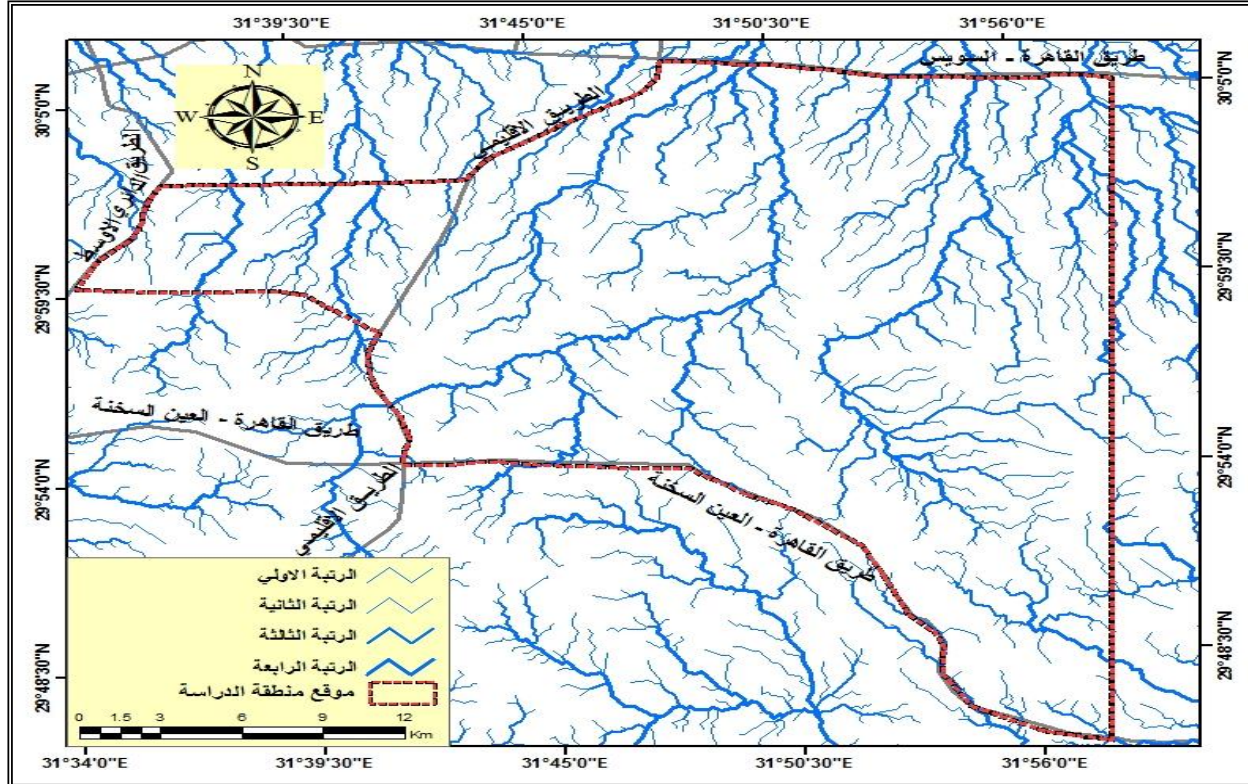 31°39'30"E 31°45'0"E 31°50'30"E 31°56'0"E
طريق القاهرة - السويس
30°5'0"N
30°5'0"N
N
W E
S
الطريق الاقليمي
الطريق الدائري الاوسط
29°59'30"N
29°59'30"N
طريق القاهرة - العين السخنة
29°54'0"N
29°54'0"N
الطريق الاقليمي
طريق القاهرة - العين السخنة
الرتبة الاولي
الرتبة الثانية
الرتبة الثالثة
الرتبة الرابعة
موقع منطقة الدراسة
29°48'30"N
29°48'30"N
0 1.5 3 6 9 12
Km
31°34'0"E 31°39'30"E 31°45'0"E 31°50'30"E 31°56'0"E